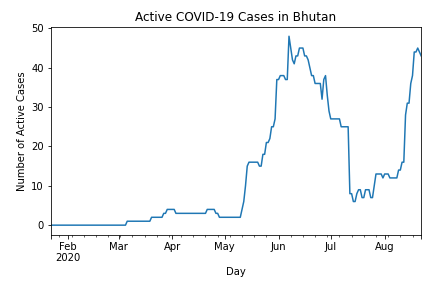 Active COVID-19 Cases in Bhutan
50
40
30
20
10
0
Number of Active Cases
Feb Mar Apr May Jun Jul Aug
2020
Day